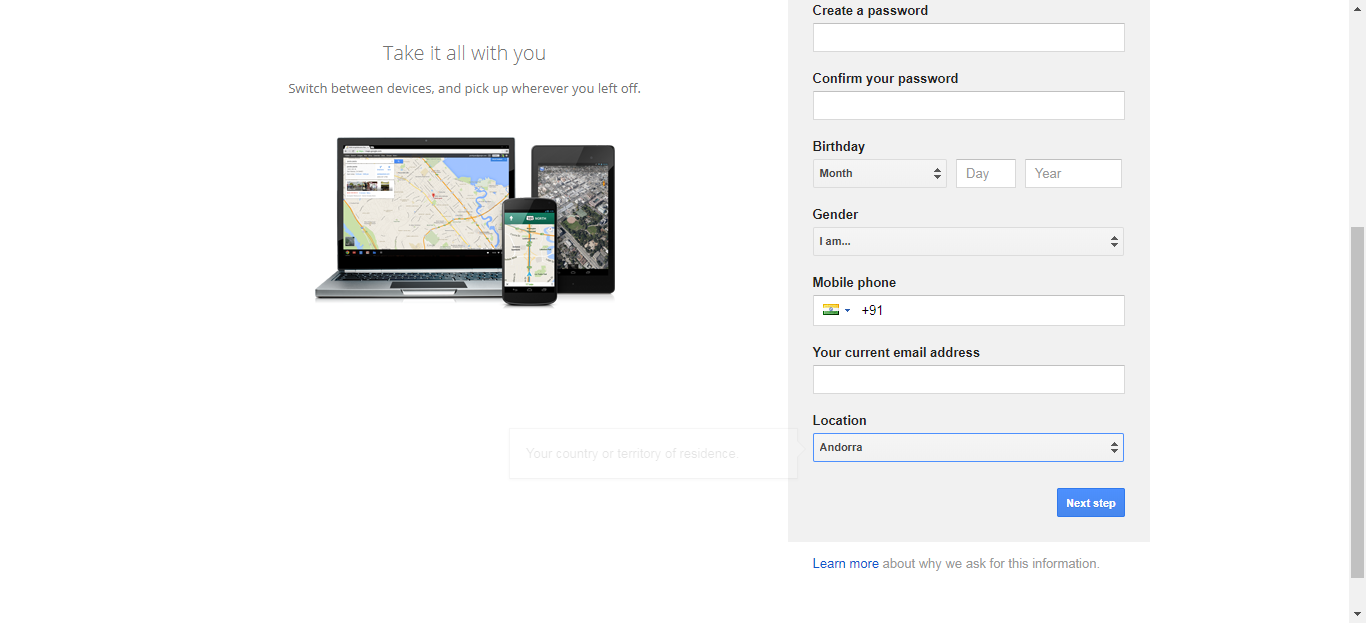 Take it all with you
Switch between devices, and pick up wherever you left off.
Create a password
Confirm your password
Birthday
Month
Day
Year
Gender
I am...
Mobile phone
+91
Your current email address
Location
Andorra
Your country or territory of residence.
Next step
Learn more about why we ask for this information.